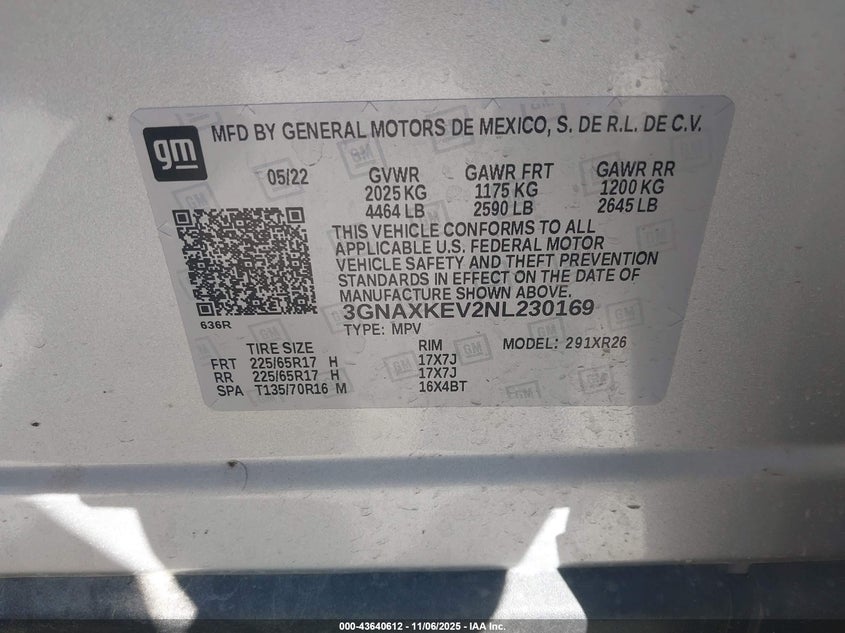 gm
MFD BY GENERAL MOTORS DE MEXICO, S. DE R.L. DE C.V.
05/22 GVWR GAWR FRT GAWR RR
2025 KG 1175 KG 1200 KG
4464 LB 2590 LB 2645 LB
THIS VEHICLE CONFORMS TO ALL
APPLICABLE U.S. FEDERAL MOTOR
VEHICLE SAFETY AND THEFT PREVENTION
STANDARDS IN EFFECT ON THE DATE OF
MANUFACTURE SHOWN ABOVE.
3GNAXKEV2NL230169
636R TYPE: MPV
TIRE SIZE RIM MODEL: 291XR26
FRT 225/65R17 H 17X7J
RR 225/65R17 H 17X7J
SPA T135/70R16 M 16X4BT
000-43640612 - 11/06/2025 - IAA Holdings, Inc.